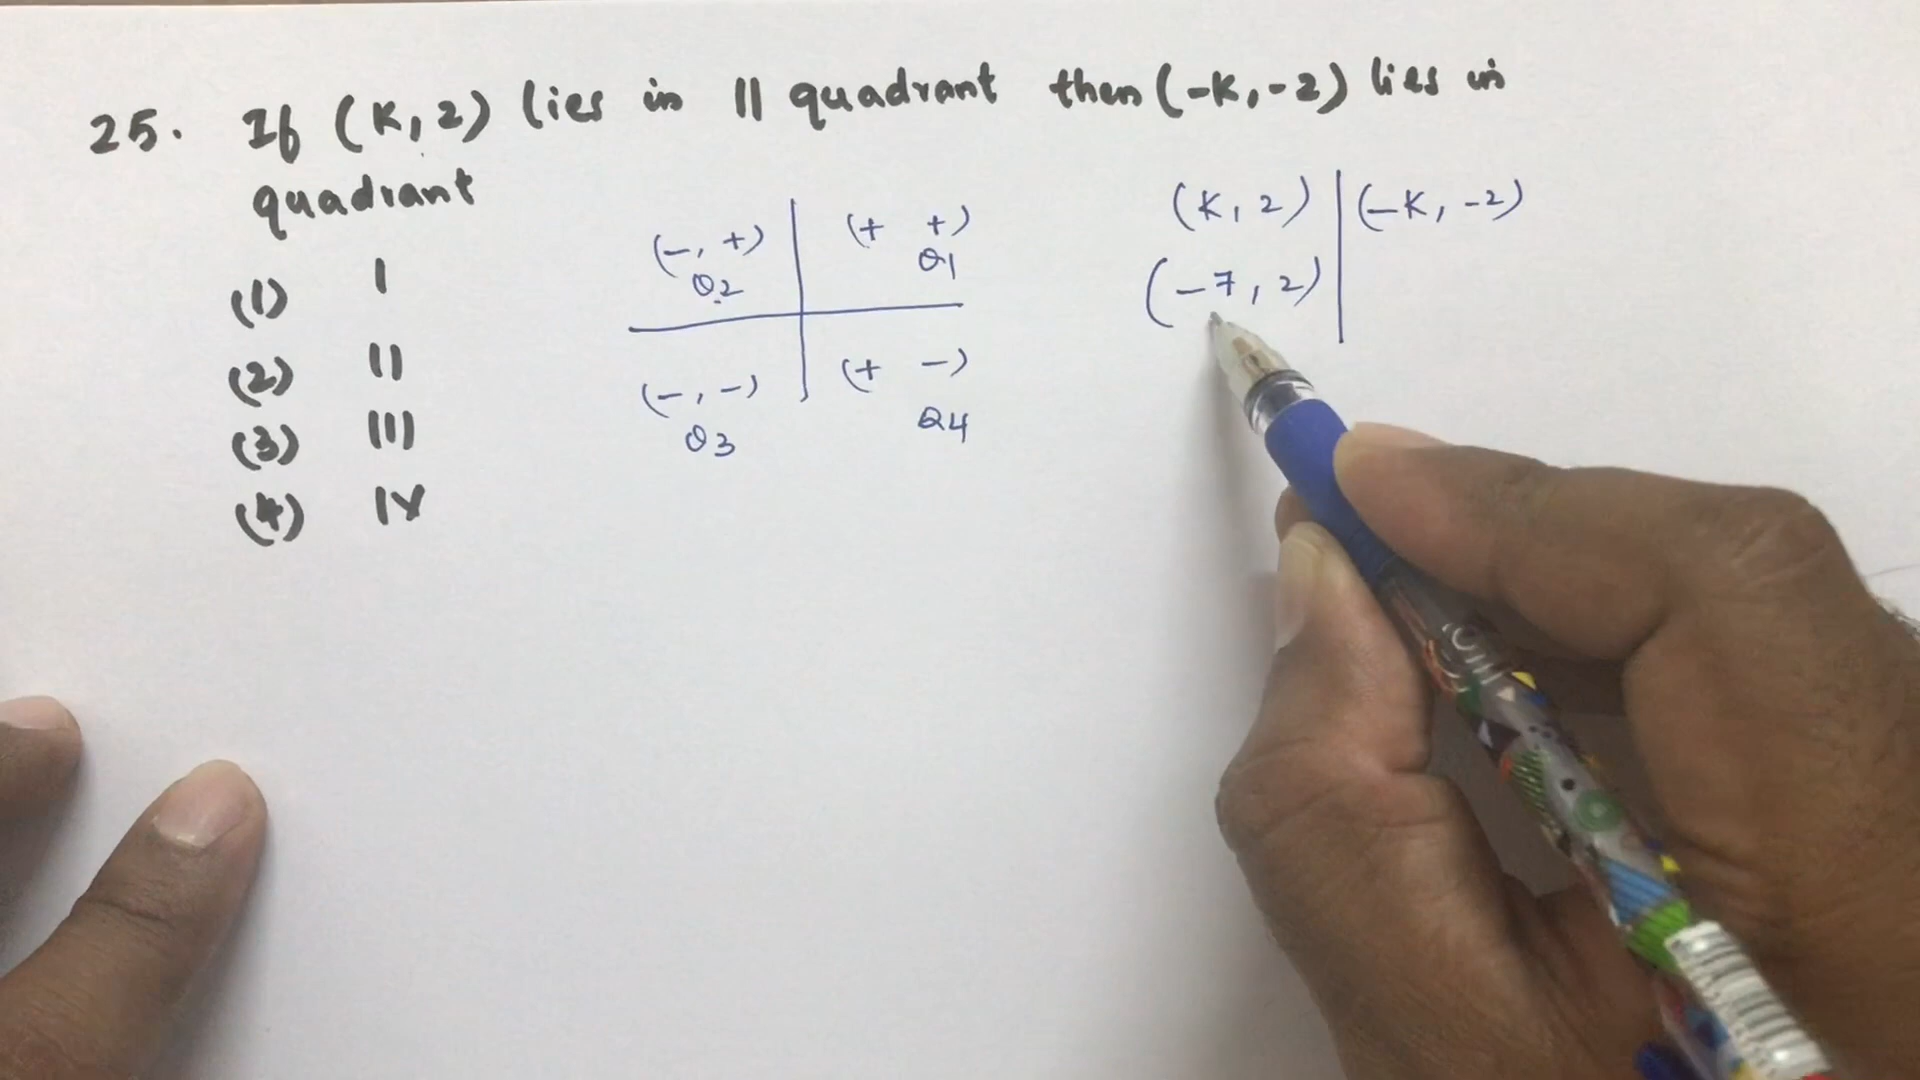 25. If (K, 2) lies in II quadrant then (-K, -2) lies in
quadrant
(1) I
(2) II
(3) III
(4) IV
(-, +)
Q2
(+ +)
Q1
(-, -)
Q3
(+ -)
Q4
(K, 2) (-K, -2)
(-7, 2)